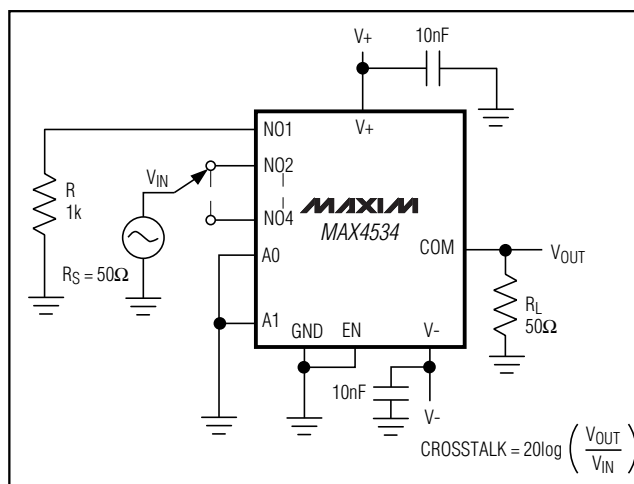 V+
10nF
V+
NO1
NO2
NO4
A0
A1
R
1k
V_IN
R_S = 50Ω
MAXIM
MAX4534
COM
V_OUT
R_L
50Ω
GND
EN
V-
10nF
V-
CROSSTALK = 20log ( V_OUT / V_IN )